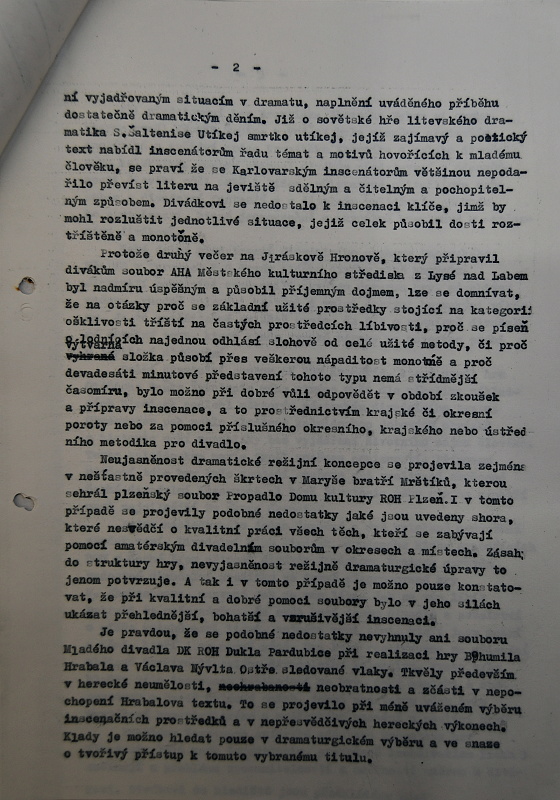 - 2 -
ní vyjadřovaným situacím v dramatu, naplnění uváděného příběhu
dostatečně dramatickým děním. Již o sovětské hře litevského dra-
matika S.Šaltenise Utíkej smrtko utíkej, jejíž zajímavý a poetický
text nabídl inscenátorům řadu témat a motivů hovořících k mladému
člověku, se praví že se Karlovarským inscenátorům většinou nepoda-
řilo převíst literu na jeviště sdělným a čitelným a pochopitel-
ným způsobem. Divádkovi se nedostalo k inscenaci klíče, jimž by
mohl rozluštit jednotlivé situace, jejiž celek působil dosti roz-
tříštěně a monotóně.
Protože druhý večer na Jiráskově Hronově, který připravil
divákům soubor AHA Městského kulturního střediska z Lysé nad Labem
byl nadmíru úspěšným a působil příjemným dojmem, lze se domnívat,
že na otázky proč se základní užité prostředky stojící na kategorii
ošklivosti tříští na častých prostředcích líbivosti, proč se píseň
o lodnících najednou odhlásí slohově od celé užité metody, či proč
výtvarná
vybraná složka působí přes veškerou nápaditost monotně a proč
devadesáti minutové představení tohoto typu nemá střídmější
časomíru, bylo možno při dobré vůli odpovědět v období zkoušek
a přípravy inscenace, a to prostřednictvím krajské či okresní
poroty nebo za pomoci příslušného okresního, krajského nebo ústřed
ního metodika pro divadlo.
Neujasněnost dramatické režijní koncepce se projevila zejména
v nešťastně provedených škrtech v Maryše bratří Mrštíků, kterou
sehrál plzeňský soubor Propadlo Domu kultury ROH Plzeň.I v tomto
případě se projevily podobné nedostatky jaké jsou uvedeny shora,
které nesvědčí o kvalitní práci všech těch, kteří se zabývají
pomocí amatérským divadelním souborům v okresech a místech. Zásahy
do struktury hry, nevyjasněnost režijně dramaturgické úpravy to
jenom potvrzuje. A tak i v tomto případě je možno pouze konstato-
vat, že při kvalitní a dobré pomoci soubory bylo v jeho silách
ukázat přehlednější, bohatší a vzrušivější inscenaci.
Je pravdou, že se podobné nedostatky nevyhnuly ani souboru
Mladého divadla DK ROH Dukla Pardubice při realizaci hry Bohumila
Hrabala a Václava Nývlta Ostře sledované vlaky. Tkvěly především
v herecké neumělosti, neobratnosti a zčásti v nepo-
chopení Hrabalova textu. To se projevilo při méně uváženém výběru
inscenačních prostředků a v nepřesvědčivých hereckých výkonech.
Klady je možno hledat pouze v dramaturgickém výběru a ve snaze
o tvořivý přístup k tomuto vybranému titulu.